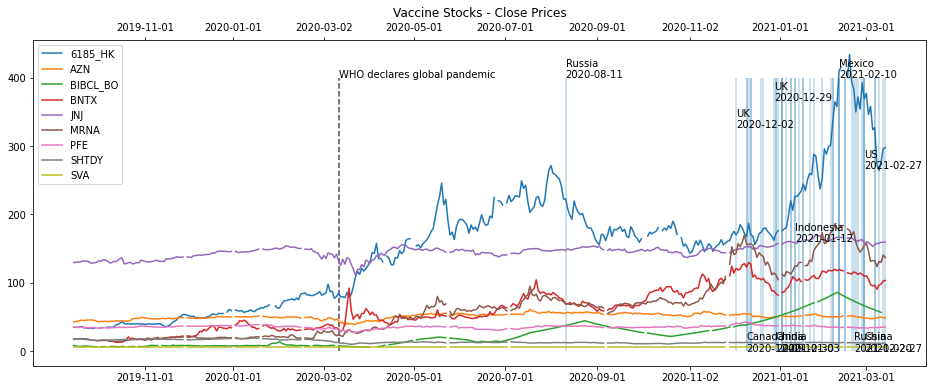 Vaccine Stocks - Close Prices
2019-11-01 2020-01-01 2020-03-02 2020-05-01 2020-07-01 2020-09-01 2020-11-02 2021-01-01 2021-03-01
400
300
200
100
0
6185_HK
AZN
BIBCL_BO
BNTX
JNJ
MRNA
PFE
SHTDY
SVA
WHO declares global pandemic
Russia
2020-08-11
Mexico
2021-02-10
UK
2020-12-29
UK
2020-12-02
US
2021-02-27
Indonesia
2021-01-12
Canada
Russia
China
2019-11-01 2020-01-01 2020-03-02 2020-05-01 2020-07-01 2020-09-01 2020-11-02 2021-01-01 2021-03-01